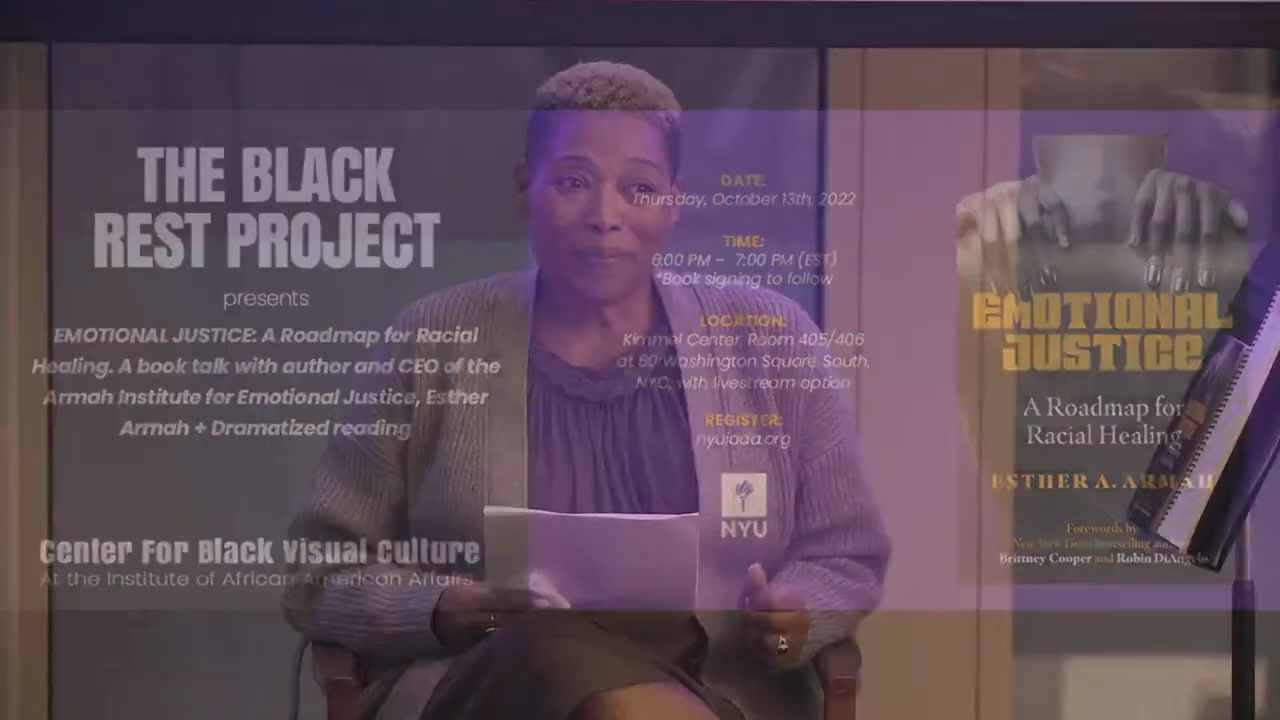 THE BLACK
REST PROJECT
presents
EMOTIONAL JUSTICE: A Roadmap for Racial
Healing. A book talk with author and CEO of the
Armah Institute for Emotional Justice, Esther
Armah + Dramatized reading
Center For Black Visual Culture
At the Institute of African American Affairs
DATE:
Thursday, October 13th, 2022
TIME:
6:00 PM – 7:00 PM (EST)
*Book signing to follow
LOCATION:
Kimmel Center, Room 405/406
at 60 Washington Square South,
NYC, with livestream option
REGISTER:
nyuiaaa.org
NYU
EMOTIONAL
JUSTICE
A Roadmap for
Racial Healing
ESTHER A. ARMAH
Forewords by
New York Times bestselling
Brittney Cooper and Robin DiAngelo